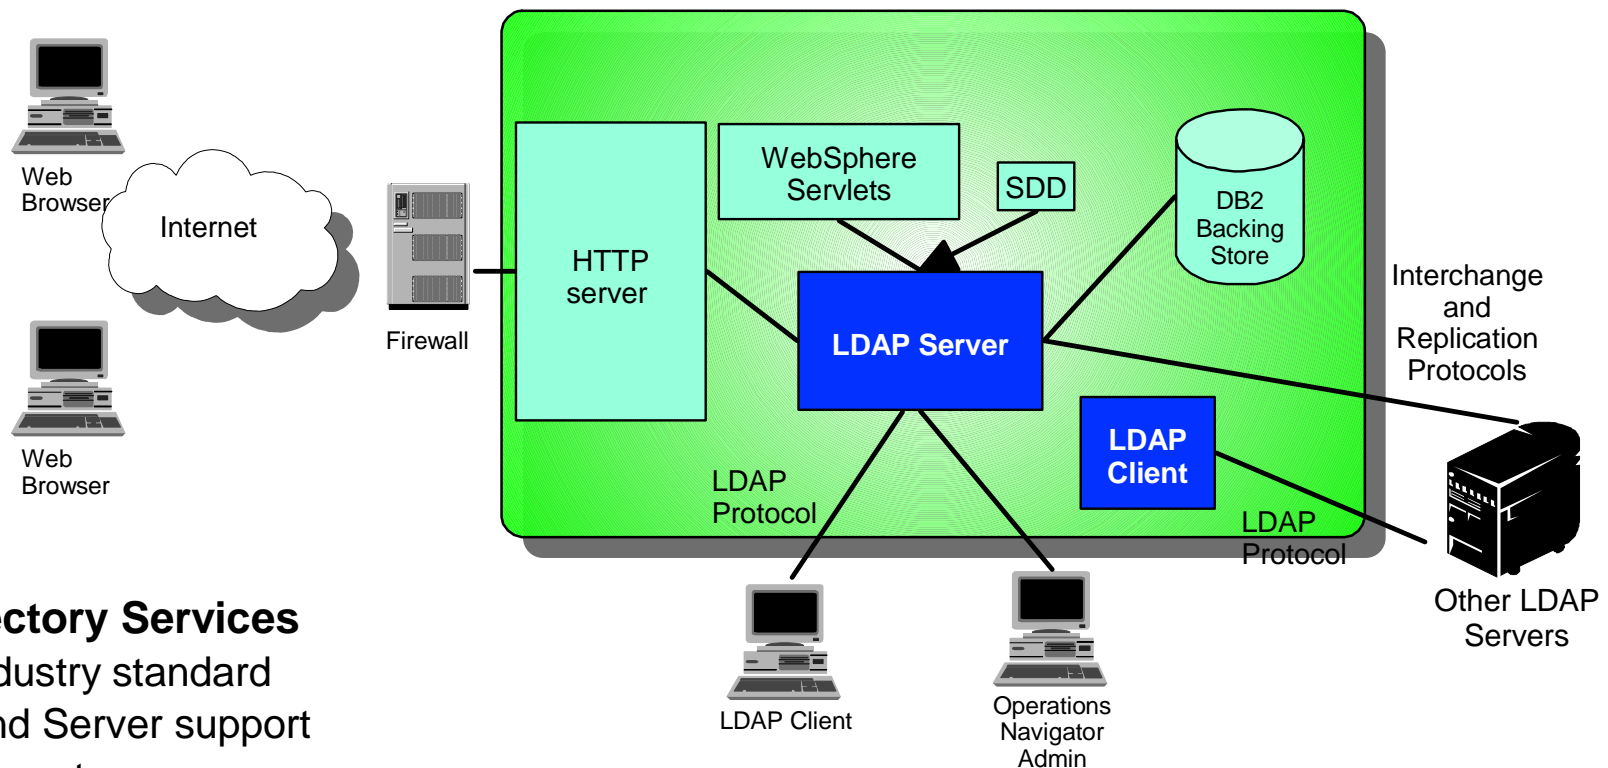 Web
Browser
Internet
Web
Browser
Firewall
HTTP
server
WebSphere
Servlets
SDD
DB2
Backing
Store
LDAP Server
LDAP
Client
Interchange
and
Replication
Protocols
LDAP
Protocol
LDAP
Protocol
Other LDAP
Servers
LDAP Client
Operations
Navigator
Admin
ectory Services
dustry standard
nd Server support